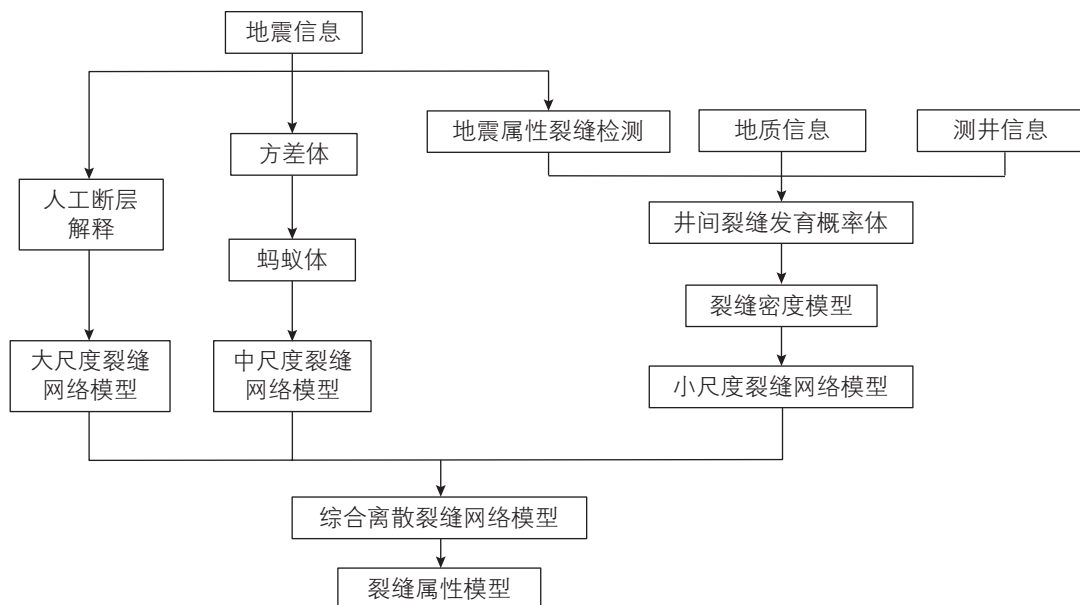 地震信息
地震属性裂缝检测
地质信息
测井信息
方差体
人工断层
解释
井间裂缝发育概率体
蚂蚁体
裂缝密度模型
大尺度裂缝
网络模型
中尺度裂缝
网络模型
小尺度裂缝网络模型
综合离散裂缝网络模型
裂缝属性模型